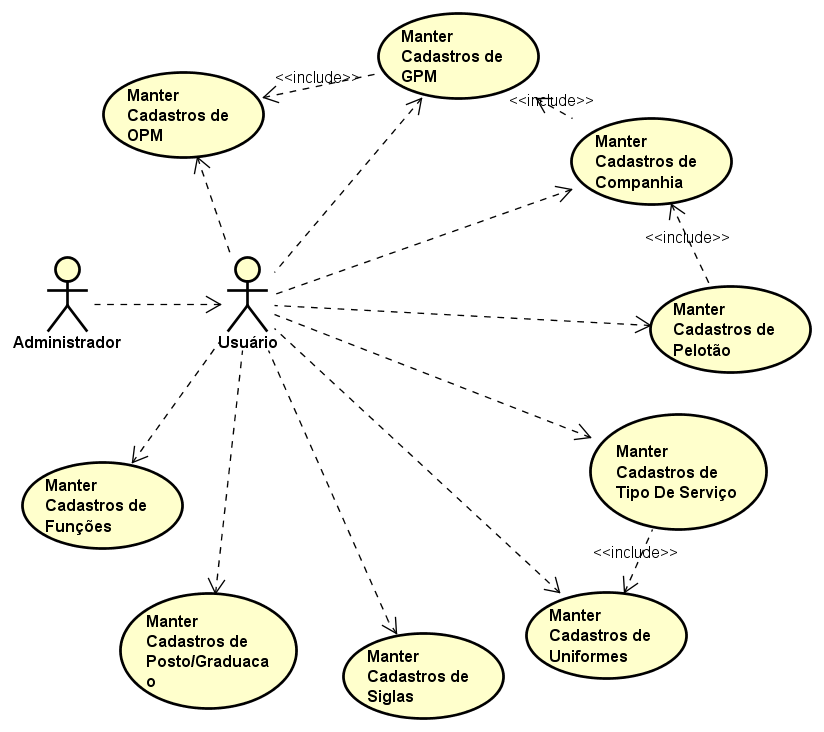 Manter
Cadastros de
GPM
<<include>>
Manter
Cadastros de
OPM
<<include>>
Manter
Cadastros de
Companhia
<<include>>
Manter
Cadastros de
Pelotão
Administrador
Usuário
Manter
Cadastros de
Tipo De Serviço
<<include>>
Manter
Cadastros de
Funções
Manter
Cadastros de
Posto/Graduaca
o
Manter
Cadastros de
Siglas
Manter
Cadastros de
Uniformes